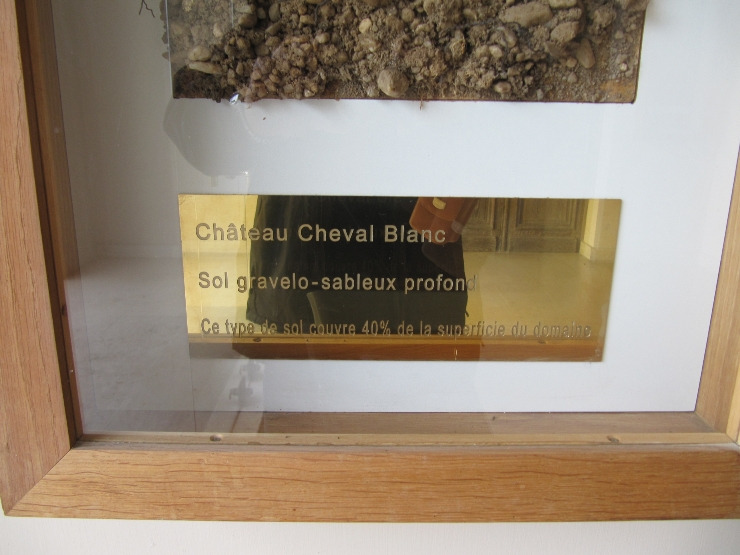 Château Cheval Blanc
Sol gravelo-sableux profond
Ce type de sol couvre 40% de la superficie du domaine